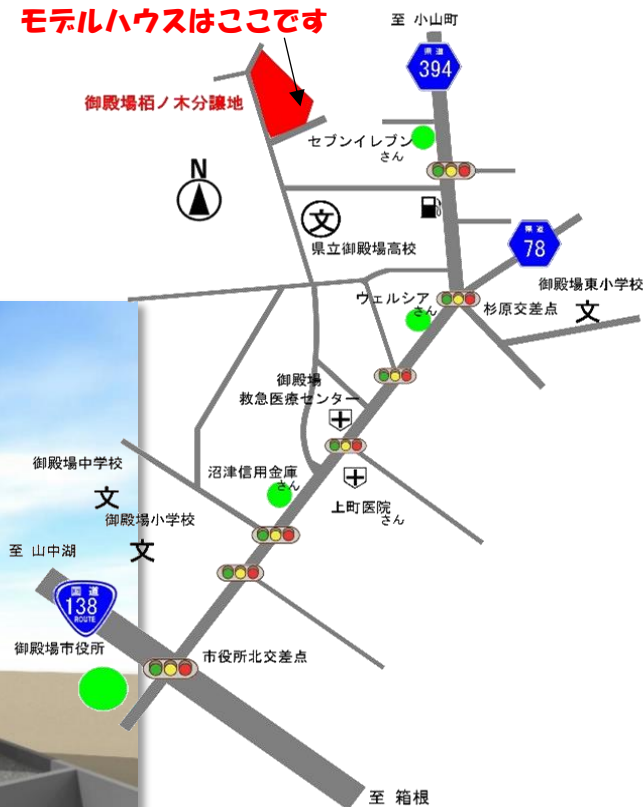 モデルハウスはここです
至 小山町
県道
394
御殿場栢ノ木分譲地
セブンイレブン
さん
N
文
県立御殿場高校
県道
78
御殿場東小学校
文
ウェルシア
さん
杉原交差点
御殿場
救急医療センター
御殿場中学校
文
沼津信用金庫
さん
上町医院
さん
御殿場小学校
文
至 山中湖
国道
138
ROUTE
御殿場市役所
市役所北交差点
至 箱根